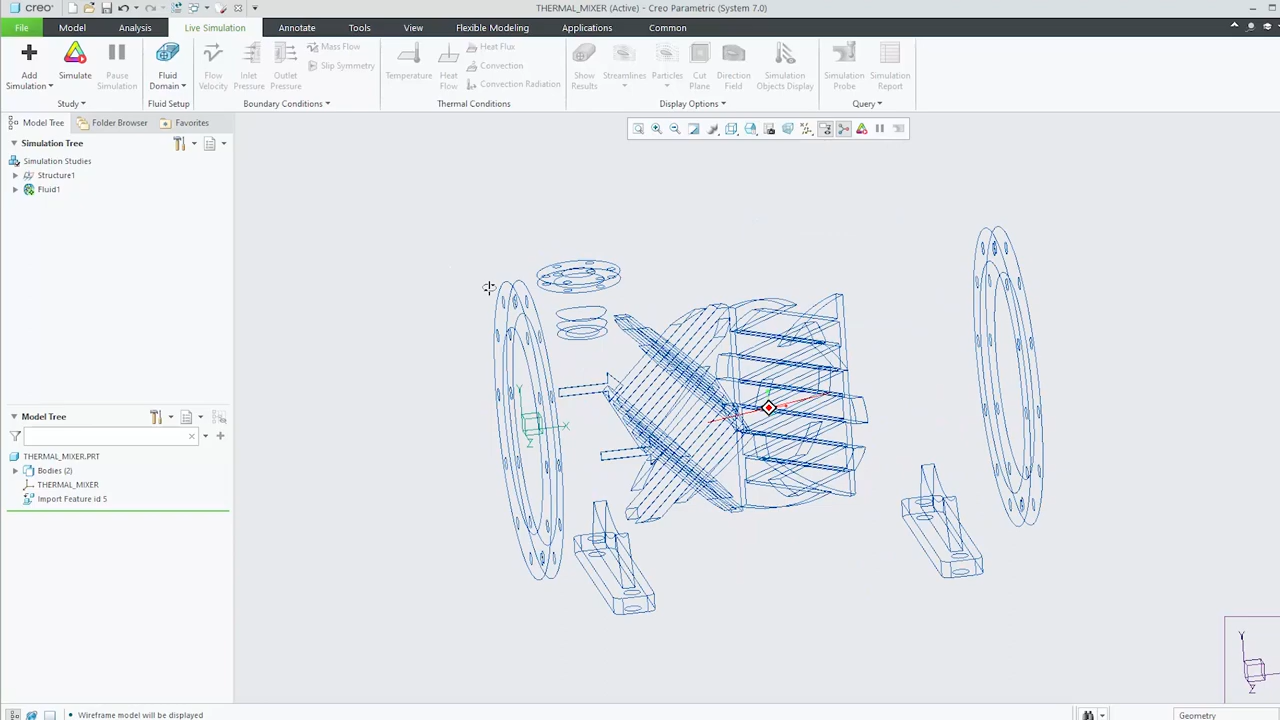 creo
THERMAL_MIXER (Active) - Creo Parametric (System 7.0)
File Model Analysis Live Simulation Annotate Tools View Flexible Modeling Applications Common
Add Simulation
Simulate
Pause Simulation
Study
Fluid Domain
Fluid Setup
Flow Velocity
Inlet Pressure
Outlet Pressure
Mass Flow
Slip Symmetry
Boundary Conditions
Temperature
Heat Flow
Heat Flux
Convection
Convection Radiation
Thermal Conditions
Show Results
Streamlines
Particles
Cut Plane
Direction Field
Simulation Objects Display
Display Options
Simulation Probe
Simulation Report
Query
Model Tree Folder Browser Favorites
Simulation Tree
Simulation Studies
Structure1
Fluid1
Model Tree
THERMAL_MIXER.PRT
Bodies (2)
THERMAL_MIXER
Import Feature id 5
Y
X
Z
Y
Z
Wireframe model will be displayed
Geometry